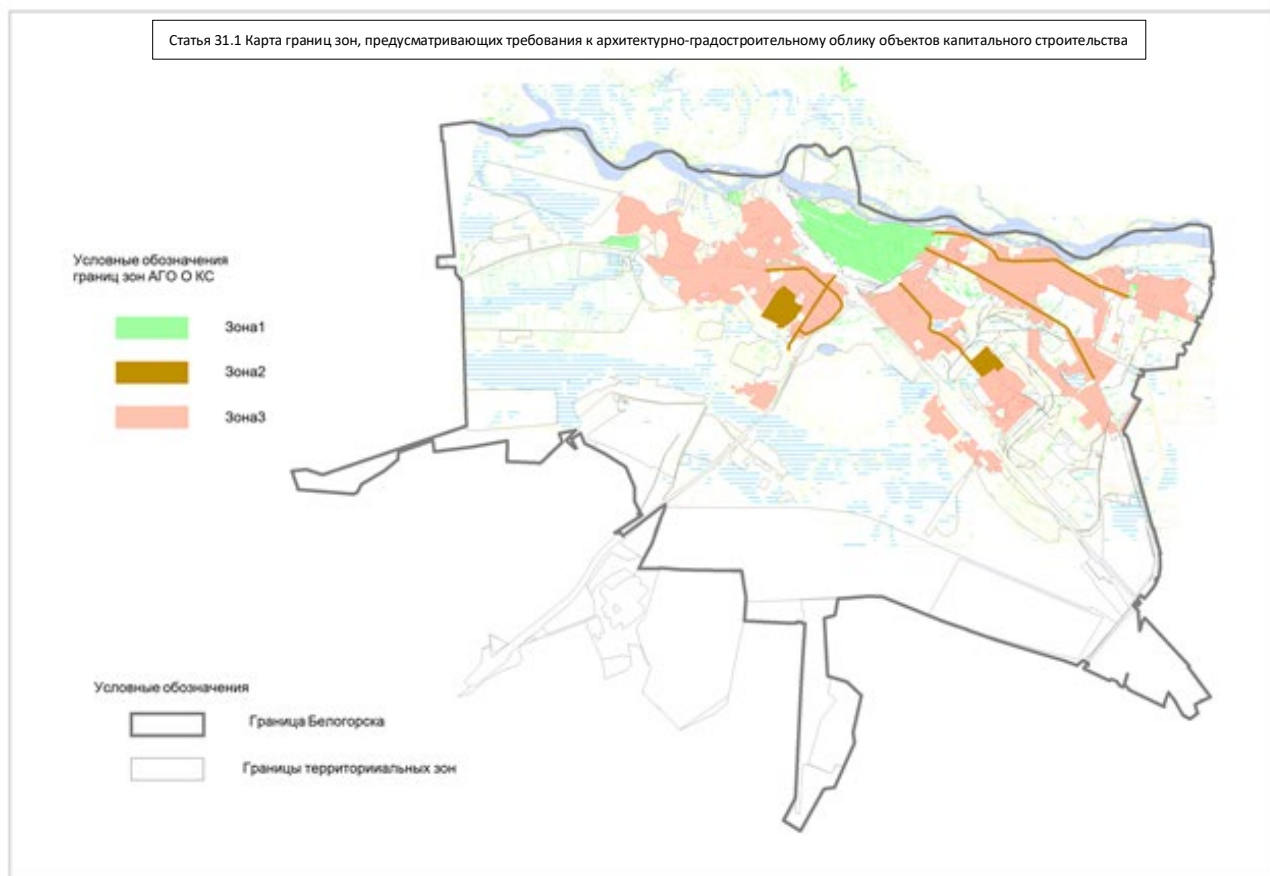 Статья 31.1 Карта границ зон, предусматривающих требования к архитектурно-градостроительному облику объектов капитального строительства
Условные обозначения
границ зон АГО О КС
Зона1
Зона2
Зона3
Условные обозначения
Граница Белогорска
Границы территорииальных зон